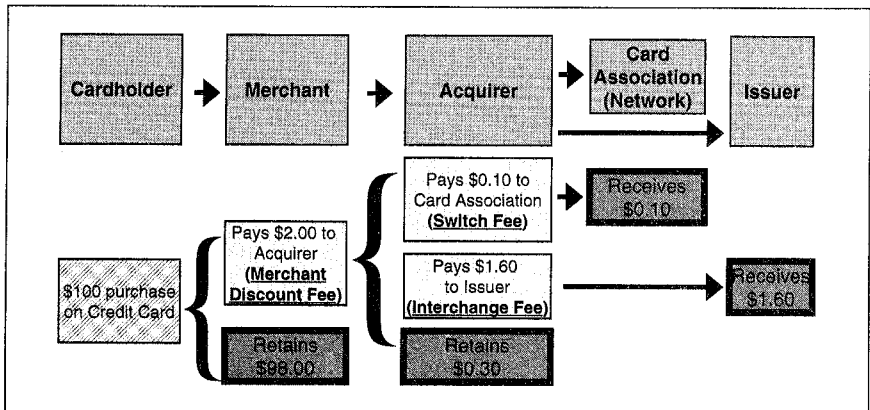 Cardholder
Merchant
Acquirer
Card
Association
(Network)
Issuer
$100 purchase
on Credit Card
Pays $2.00 to
Acquirer
(Merchant
Discount Fee)
Retains
$98.00
Pays $0.10 to
Card Association
(Switch Fee)
Receives
$0.10
Pays $1.60
to Issuer
(Interchange Fee)
Receives
$1.60
Retains
$0.30